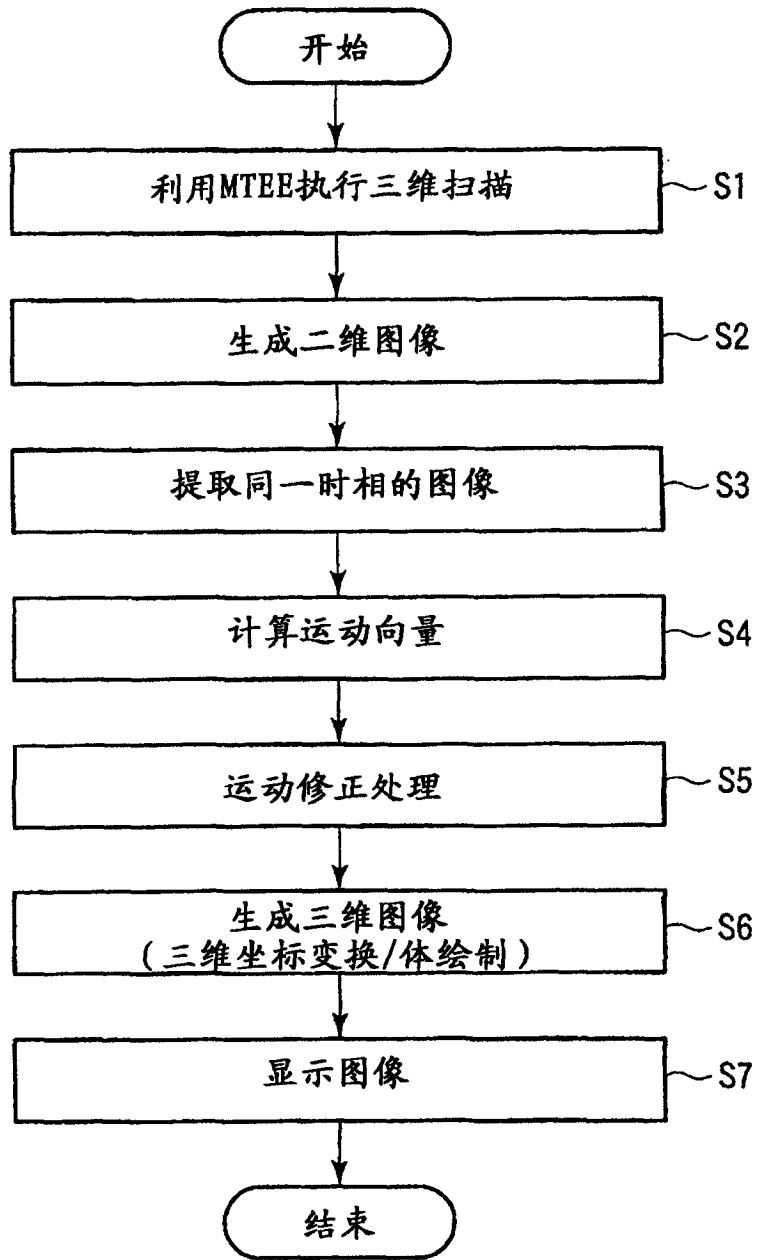 开始
利用MTEE执行三维扫描
S1
生成二维图像
S2
提取同一时相的图像
S3
计算运动向量
S4
运动修正处理
S5
生成三维图像
(三维坐标变换/体绘制)
S6
显示图像
S7
结束